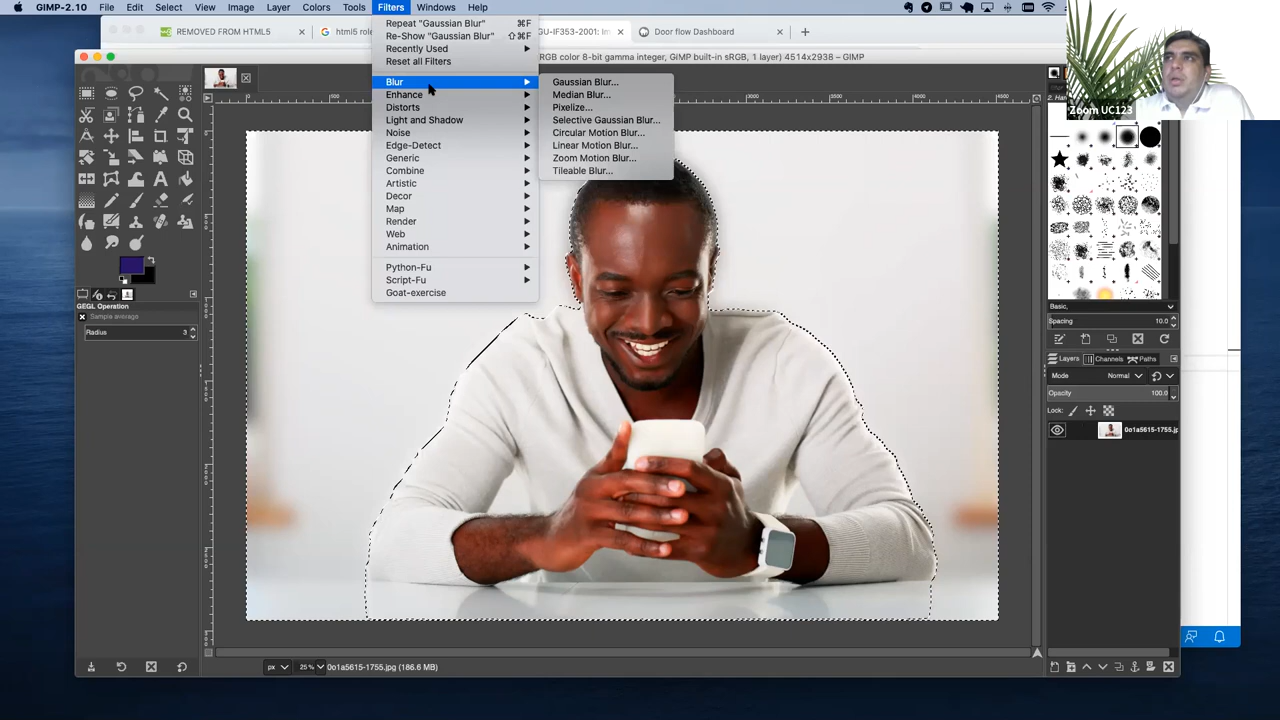 GIMP-2.10 File Edit Select View Image Layer Colors Tools Filters Windows Help
REMOVED FROM HTML5
html5 role
GU-IF353-2001: Im
Door flow Dashboard
RGB color 8-bit gamma integer, GIMP built-in sRGB, 1 layer) 4514x2938 – GIMP
Repeat "Gaussian Blur" ⌘F
Re-Show "Gaussian Blur" ⇧⌘F
Recently Used
Reset all Filters
Blur
Enhance
Distorts
Light and Shadow
Noise
Edge-Detect
Generic
Combine
Artistic
Decor
Map
Render
Web
Animation
Python-Fu
Script-Fu
Goat-exercise
Gaussian Blur...
Median Blur...
Pixelize...
Selective Gaussian Blur...
Circular Motion Blur...
Linear Motion Blur...
Zoom Motion Blur...
Tileable Blur...
GEGL Operation
Sample average
Radius 3
Zoom UC123
Basic,
Spacing 10.0
Layers Channels Paths
Mode Normal
Opacity 100.0
Lock:
0o1a5615-1755.jp
px 25 % 0o1a5615-1755.jpg (186.6 MB)